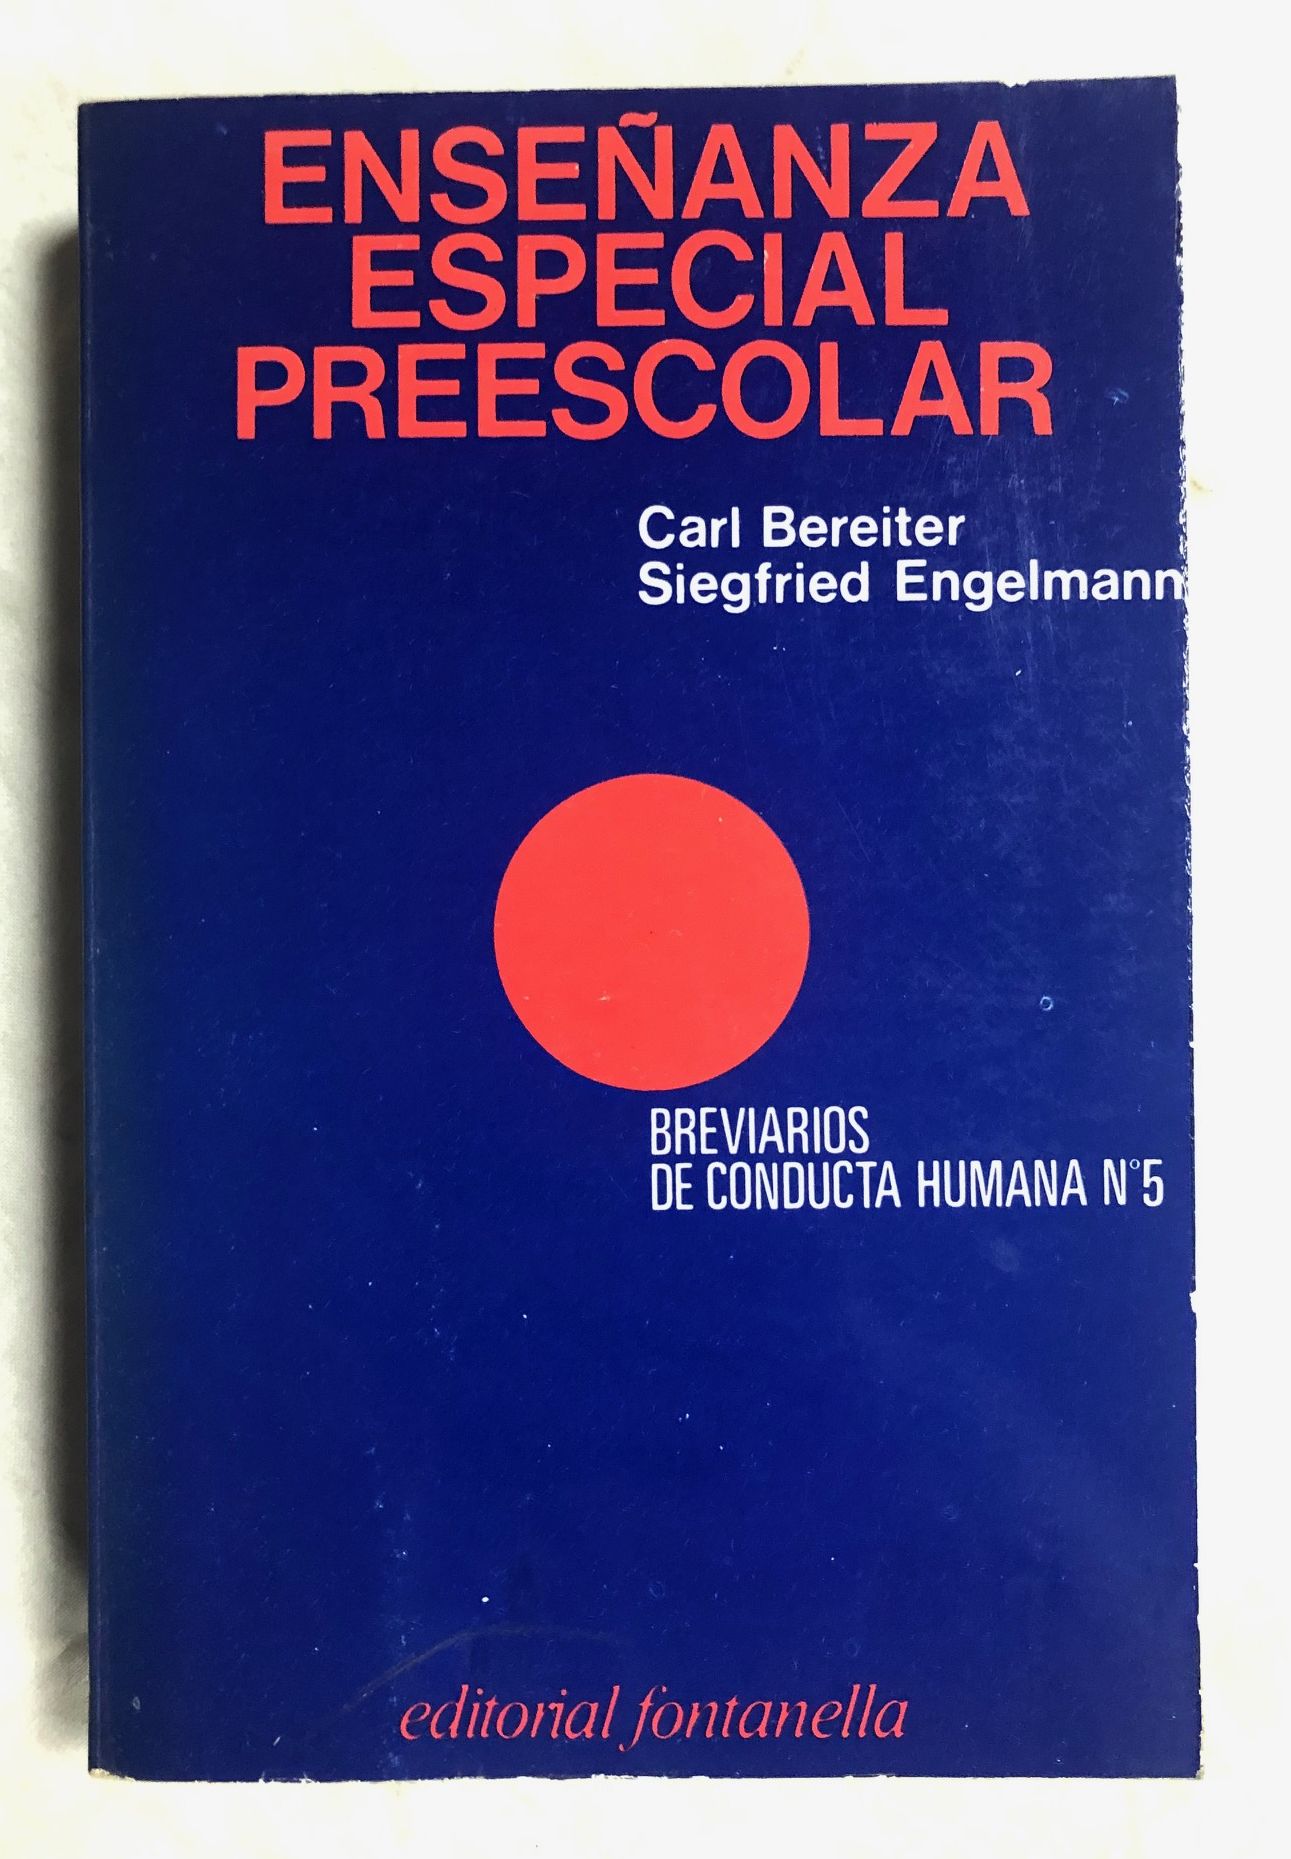 ENSEÑANZA
ESPECIAL
PREESCOLAR
Carl Bereiter
Siegfried Engelmann
BREVIARIOS
DE CONDUCTA HUMANA N°5
editorial fontanella